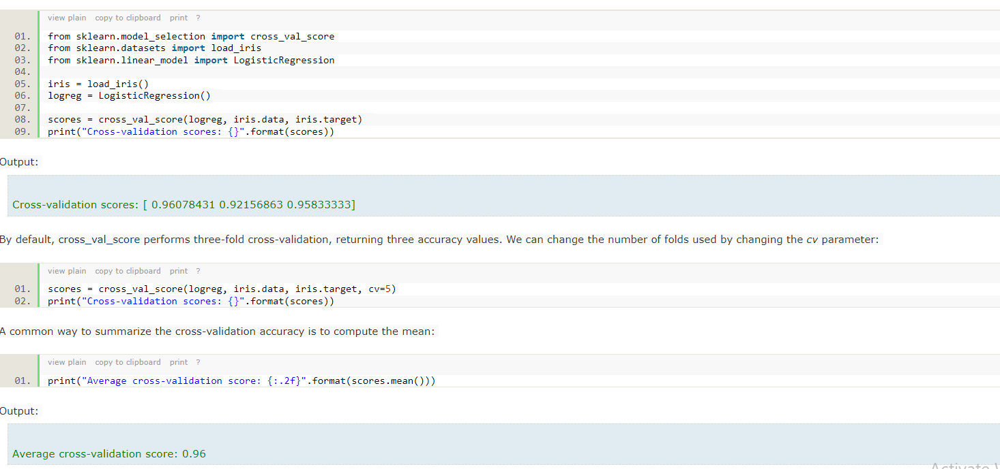 view plain copy to clipboard print ?
01. from sklearn.model_selection import cross_val_score
02. from sklearn.datasets import load_iris
03. from sklearn.linear_model import LogisticRegression
04.
05. iris = load_iris()
06. logreg = LogisticRegression()
07.
08. scores = cross_val_score(logreg, iris.data, iris.target)
09. print("Cross-validation scores: {}".format(scores))
Output:
Cross-validation scores: [ 0.96078431 0.92156863 0.95833333]
By default, cross_val_score performs three-fold cross-validation, returning three accuracy values. We can change the number of folds used by changing the cv parameter:
view plain copy to clipboard print ?
01. scores = cross_val_score(logreg, iris.data, iris.target, cv=5)
02. print("Cross-validation scores: {}".format(scores))
A common way to summarize the cross-validation accuracy is to compute the mean:
view plain copy to clipboard print ?
01. print("Average cross-validation score: {:.2f}".format(scores.mean()))
Output:
Average cross-validation score: 0.96